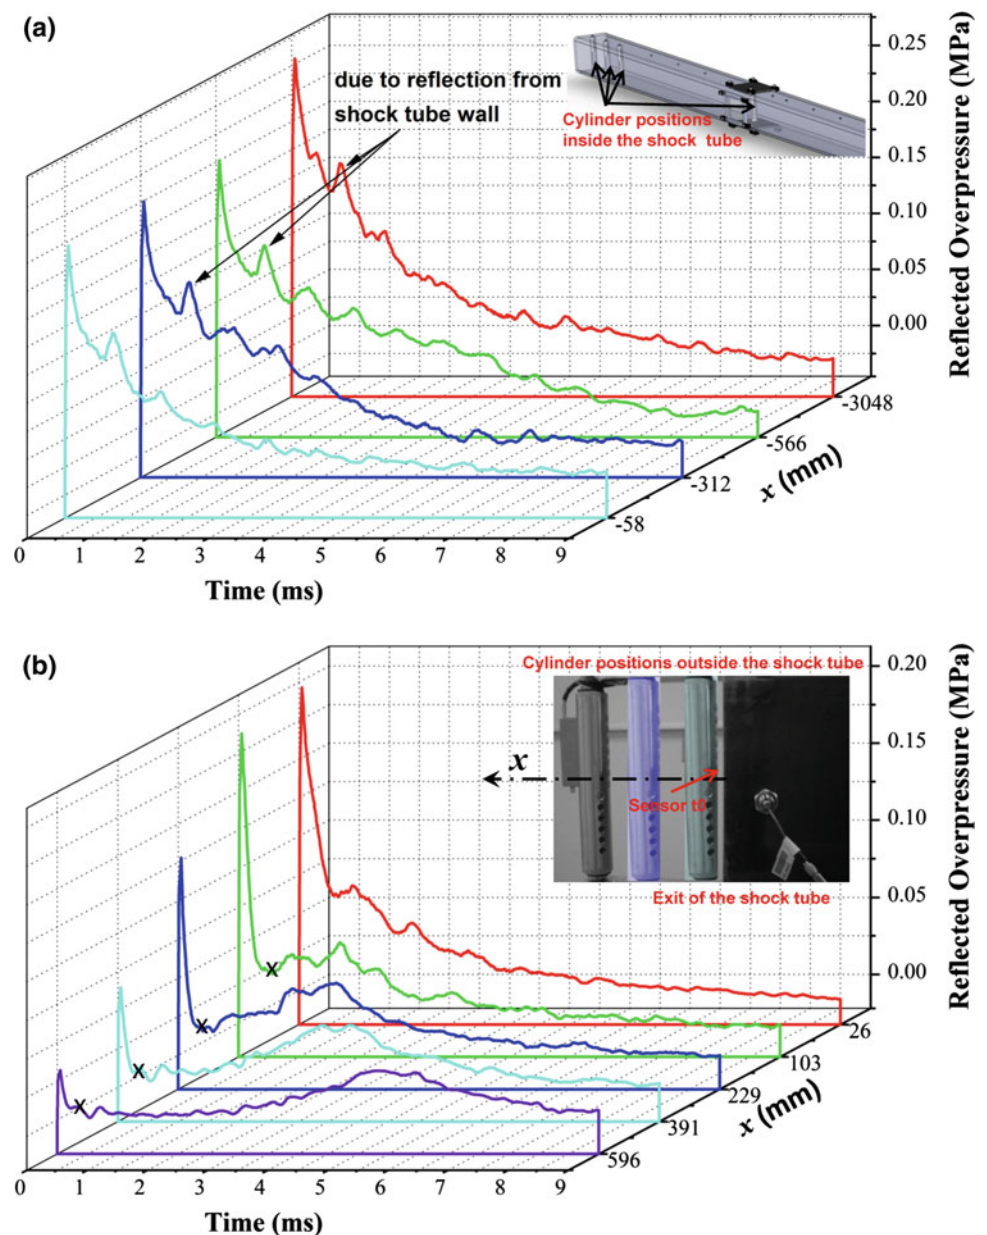 (a)
due to reflection from
shock tube wall
Cylinder positions
inside the shock tube
0.25
0.20
0.15
0.10
0.05
0.00
Reflected Overpressure (MPa)
-3048
-566
-312
-58
x (mm)
0 1 2 3 4 5 6 7 8 9
Time (ms)
(b)
Cylinder positions outside the shock tube
x
Sensor t0
Exit of the shock tube
0.20
0.15
0.10
0.05
0.00
Reflected Overpressure (MPa)
X
X
X
X
26
103
229
391
596
x (mm)
0 1 2 3 4 5 6 7 8 9
Time (ms)